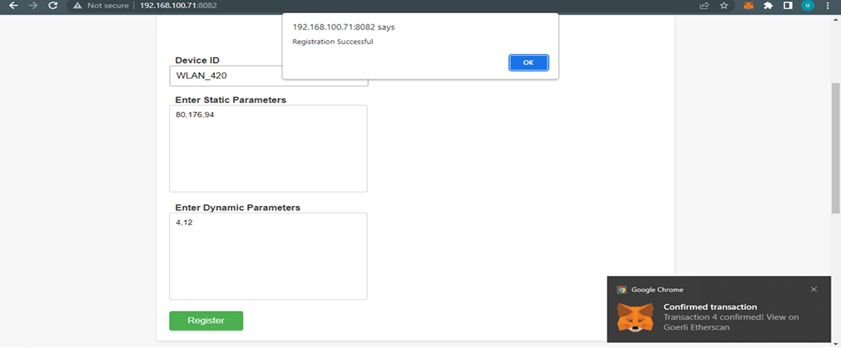 Not secure | 192.168.100.71:8082
u
192.168.100.71:8082 says
Registration Successful
OK
Device ID
WLAN_420
Enter Static Parameters
80,176,94
Enter Dynamic Parameters
4,12
Register
Google Chrome
Confirmed transaction
Transaction 4 confirmed! View on
Goerli Etherscan